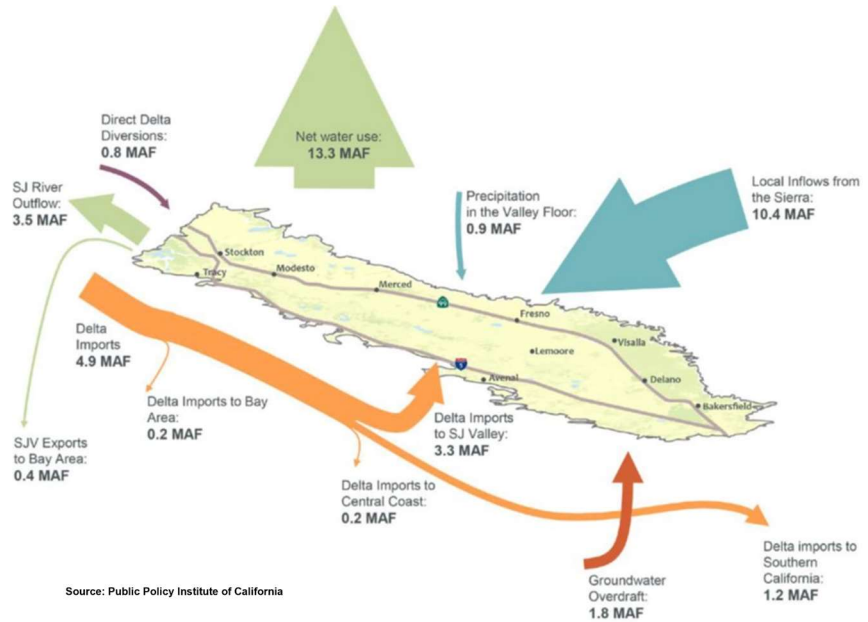 Direct Delta
Diversions:
0.8 MAF
Net water use:
13.3 MAF
SJ River
Outflow:
3.5 MAF
Precipitation
in the Valley Floor:
0.9 MAF
Local Inflows from
the Sierra:
10.4 MAF
Stockton
Tracy
Modesto
Merced
99
Fresno
Visalla
Lemoore
5
Avenal
Delano
Bakersfield
Delta
Imports
4.9 MAF
Delta Imports to Bay
Area:
0.2 MAF
Delta Imports
to SJ Valley:
3.3 MAF
SJV Exports
to Bay Area:
0.4 MAF
Delta Imports to
Central Coast:
0.2 MAF
Delta imports to
Southern
California:
1.2 MAF
Groundwater
Overdraft:
1.8 MAF
Source: Public Policy Institute of California